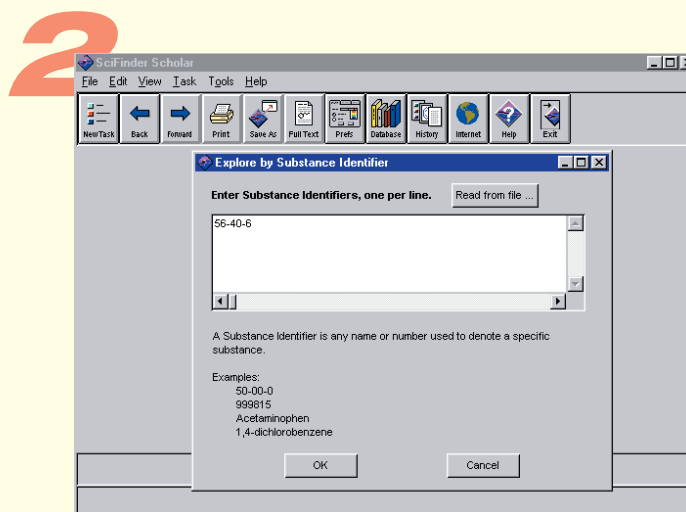 2
SciFinder Scholar
File Edit View Task Tools Help
New Task Back Forward Print Save As Full Text Prefs Database History Internet Help Exit
Explore by Substance Identifier
Enter Substance Identifiers, one per line. Read from file ...
56-40-6
A Substance Identifier is any name or number used to denote a specific
substance.
Examples:
50-00-0
999815
Acetaminophen
1,4-dichlorobenzene
OK Cancel